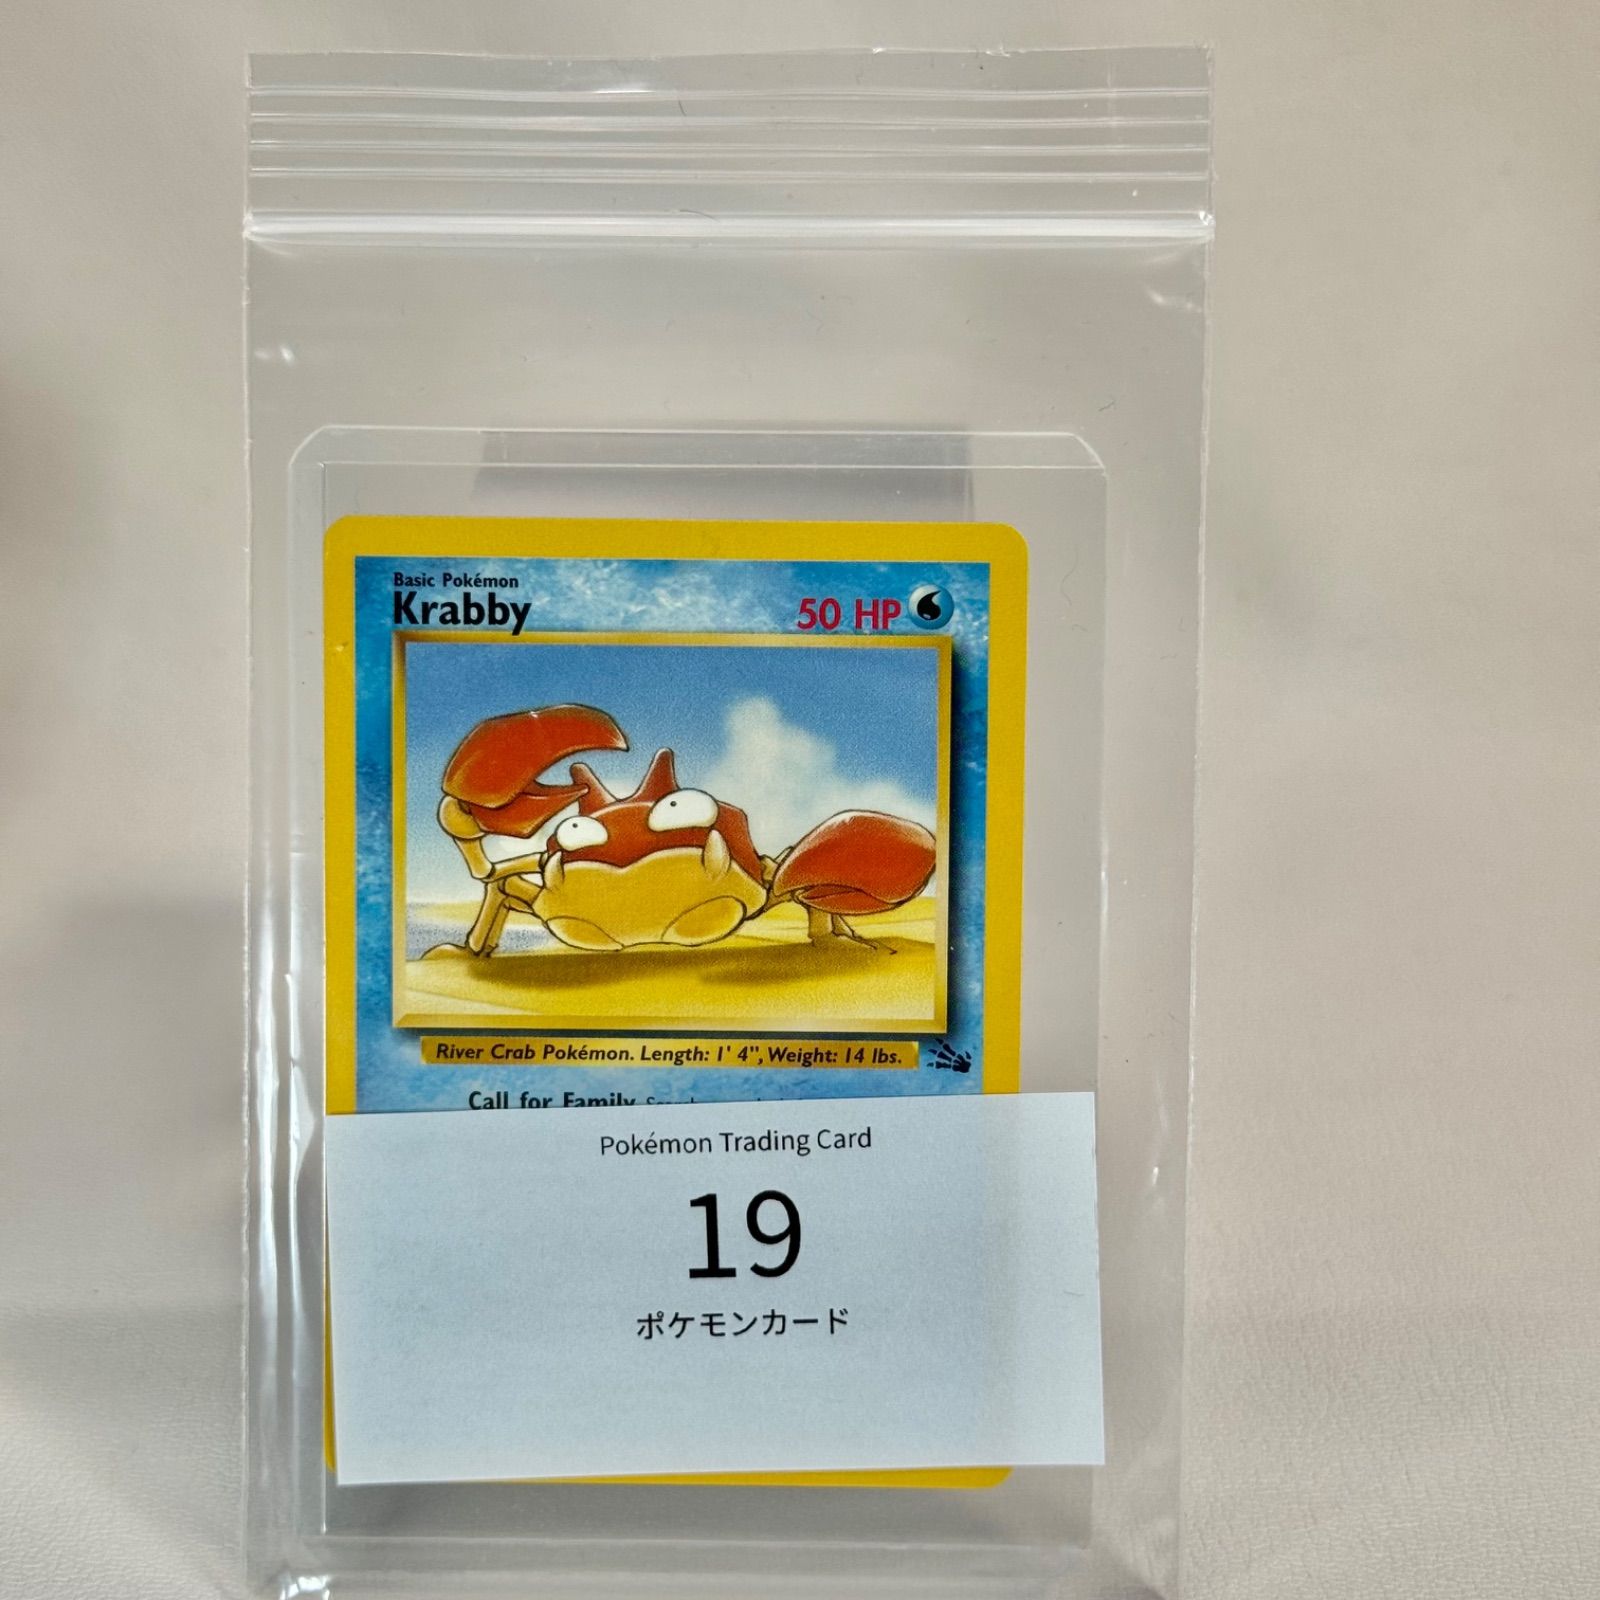 Basic Pokémon
Krabby
50 HP
River Crab Pokémon. Length: 1' 4", Weight: 14 lbs.
Call for Family
Pokémon Trading Card
19
ポケモンカード